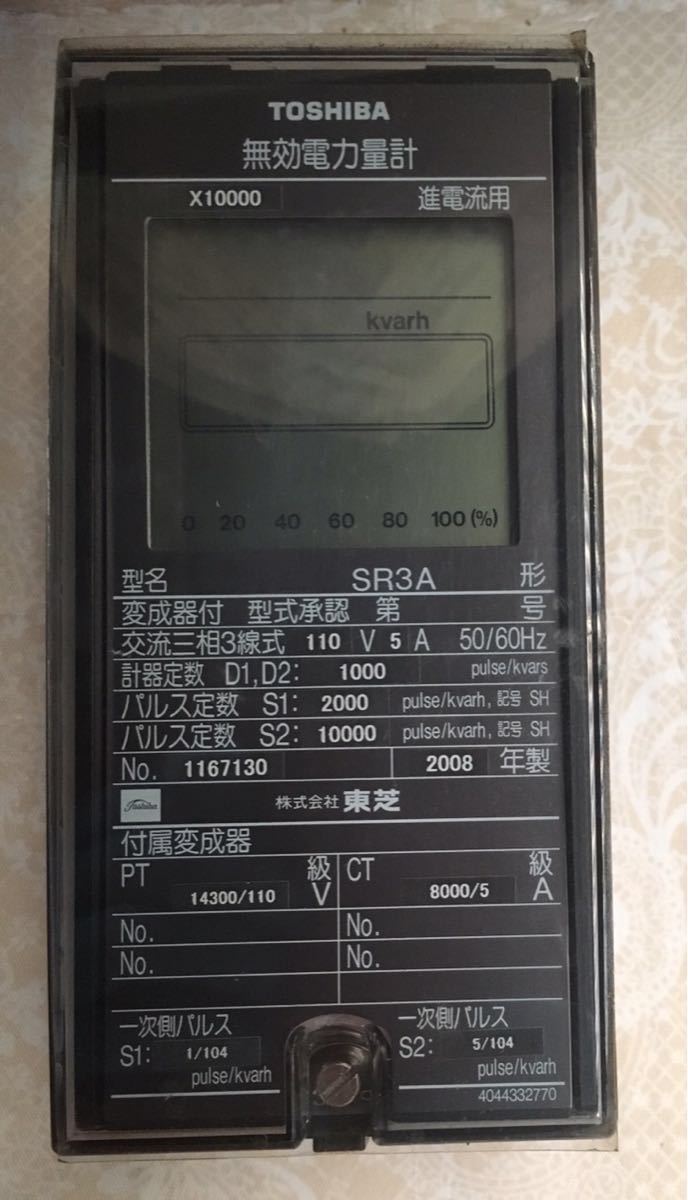 TOSHIBA
無効電力量計
X10000 進電流用
kvarh
0 20 40 60 80 100(%)
型名 SR3A 形
変成器付 型式承認 第 号
交流三相3線式 110 V 5 A 50/60Hz
計器定数 D1,D2: 1000 pulse/kvars
パルス定数 S1: 2000 pulse/kvarh, 記号 SH
パルス定数 S2: 10000 pulse/kvarh, 記号 SH
No. 1167130 2008 年製
Toshiba 株式会社 東芝
付属変成器
PT 級 CT 級
14300/110 V 8000/5 A
No. No.
No. No.
一次側パルス 一次側パルス
S1: 1/104 S2: 5/104
pulse/kvarh pulse/kvarh
4044332770